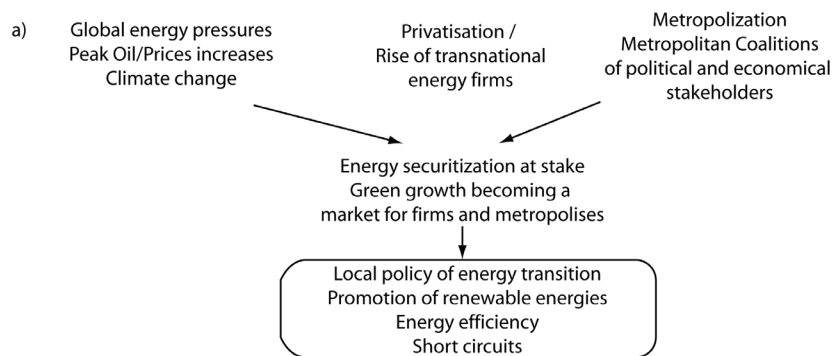 a)
Global energy pressures
Peak Oil/Prices increases
Climate change
Privatisation /
Rise of transnational
energy firms
Metropolization
Metropolitan Coalitions
of political and economical
stakeholders
Energy securitization at stake
Green growth becoming a
market for firms and metropolises
Local policy of energy transition
Promotion of renewable energies
Energy efficiency
Short circuits